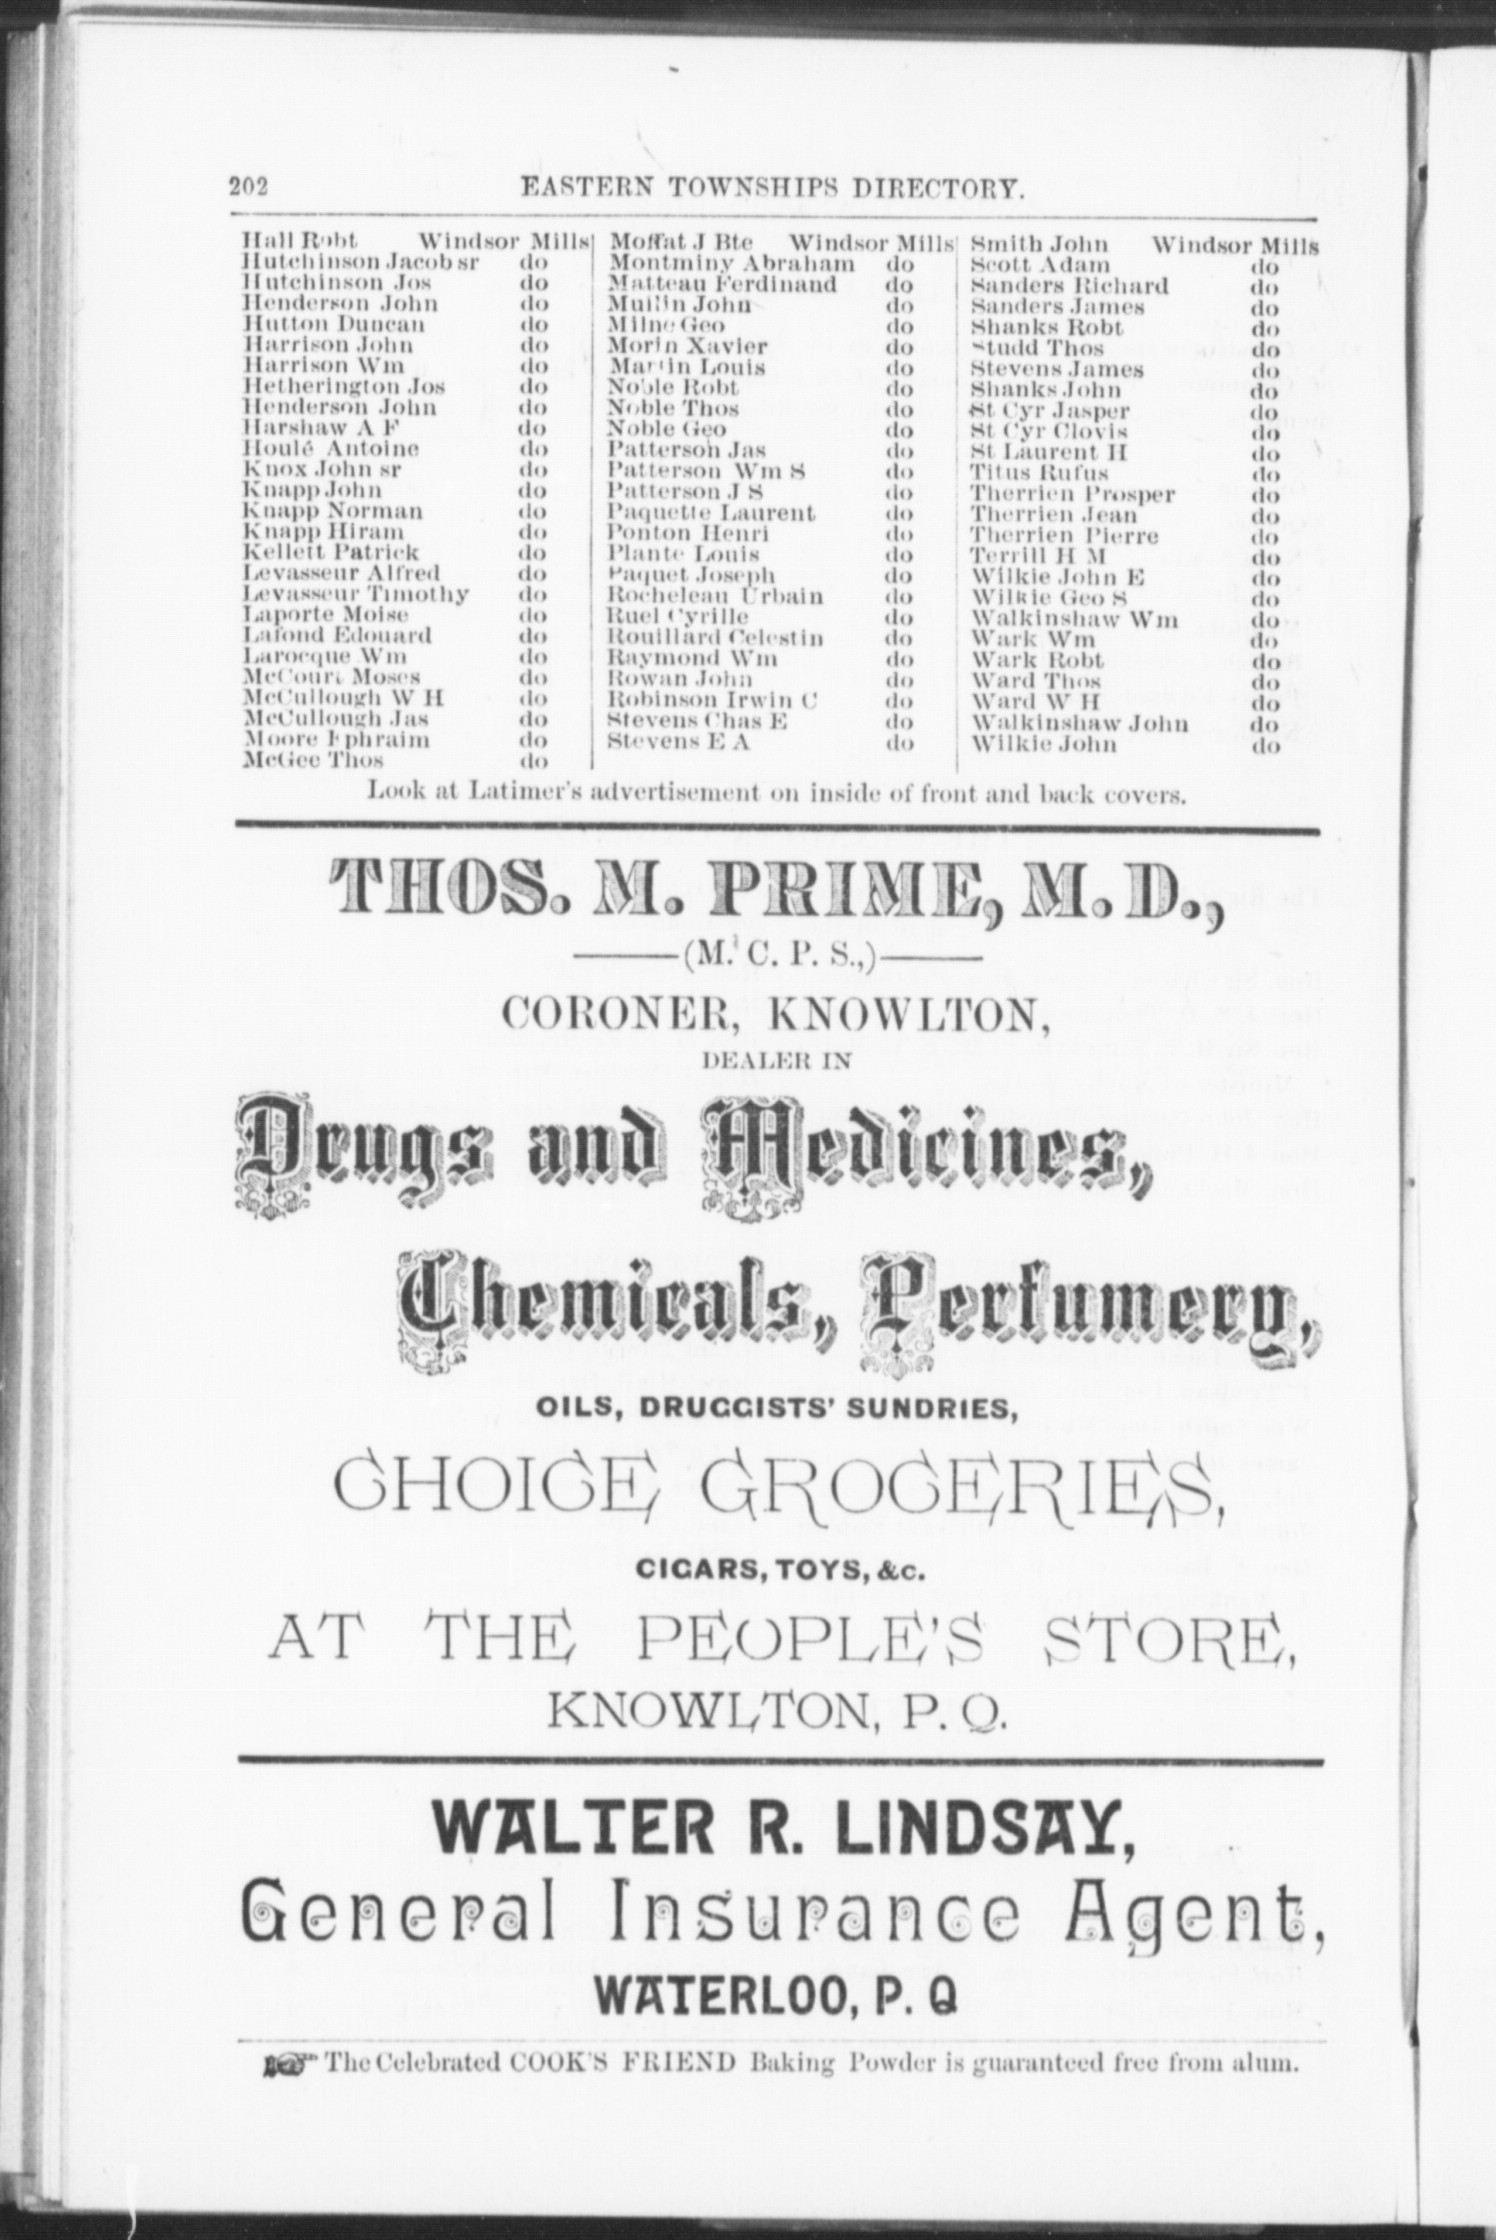 202 EASTERN TOWNSHIPS DIRECTORY.
Hall Robt Windsor Mills
Hutchinson Jacob sr do
Hutchinson Jos do
Henderson John do
Hutton Duncan do
Harrison John do
Harrison Wm do
Hetherington Jos do
Henderson John do
Harshaw A F do
Houlé Antoine do
Knox John sr do
Knapp John do
Knapp Norman do
Knapp Hiram do
Kellett Patrick do
Levasseur Alfred do
Levasseur Timothy do
Laporte Moise do
Lafond Edouard do
Larocque Wm do
McCourt Moses do
McCullough W H do
McCullough Jas do
Moore Ephraim do
McGee Thos do
Moffat J Bte Windsor Mills
Montminy Abraham do
Matteau Ferdinand do
Mullin John do
Milne Geo do
Morin Xavier do
Martin Louis do
Noble Robt do
Noble Thos do
Noble Geo do
Patterson Jas do
Patterson Wm S do
Patterson J S do
Paquette Laurent do
Ponton Henri do
Plante Louis do
Paquet Joseph do
Rocheleau Urbain do
Ruel Cyrille do
Rouillard Celestin do
Raymond Wm do
Rowan John do
Robinson Irwin C do
Stevens Chas E do
Stevens E A do
Smith John Windsor Mills
Scott Adam do
Sanders Richard do
Sanders James do
Shanks Robt do
Studd Thos do
Stevens James do
Shanks John do
St Cyr Jasper do
St Cyr Clovis do
St Laurent H do
Titus Rufus do
Therrien Prosper do
Therrien Jean do
Therrien Pierre do
Terrill H M do
Wilkie John E do
Wilkie Geo S do
Walkinshaw Wm do
Wark Wm do
Wark Robt do
Ward Thos do
Ward W H do
Walkinshaw John do
Wilkie John do
Look at Latimer's advertisement on inside of front and back covers.
THOS. M. PRIME, M. D.,
(M. C. P. S.,)
CORONER, KNOWLTON,
DEALER IN
Drugs and Medicines,
Chemicals, Perfumery,
OILS, DRUGGISTS' SUNDRIES,
CHOICE GROCERIES,
CIGARS, TOYS, &c.
AT THE PEOPLE'S STORE,
KNOWLTON, P. Q.
WALTER R. LINDSAY,
General Insurance Agent,
WATERLOO, P. Q
☞ The Celebrated COOK'S FRIEND Baking Powder is guaranteed free from alum.